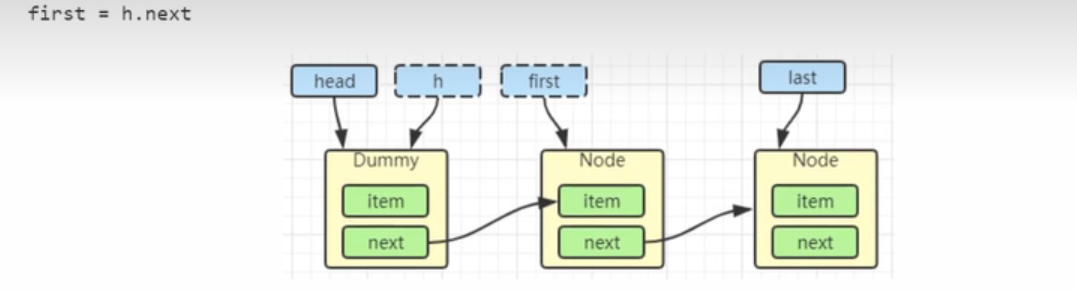 first = h.next
head h first last
Dummy Node Node
item item item
next next next